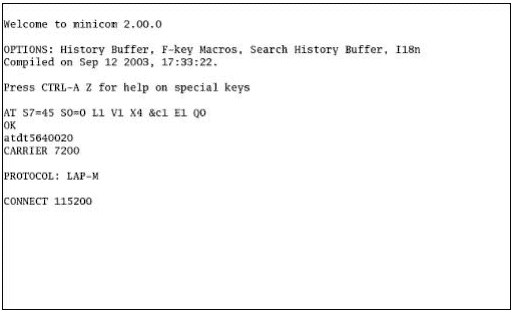 Welcome to minicom 2.00.0
OPTIONS: History Buffer, F-key Macros, Search History Buffer, I18n
Compiled on Sep 12 2003, 17:33:22.
Press CTRL-A Z for help on special keys
AT S7=45 S0=0 L1 V1 X4 &c1 E1 Q0
OK
atdt5640020
CARRIER 7200
PROTOCOL: LAP-M
CONNECT 115200